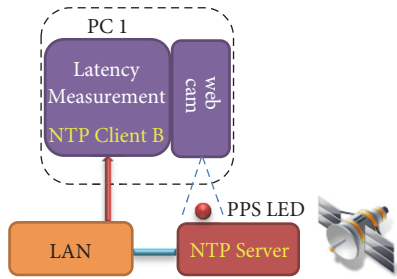 PC 1
Latency
Measurement
NTP Client B
web
cam
PPS LED
LAN
NTP Server